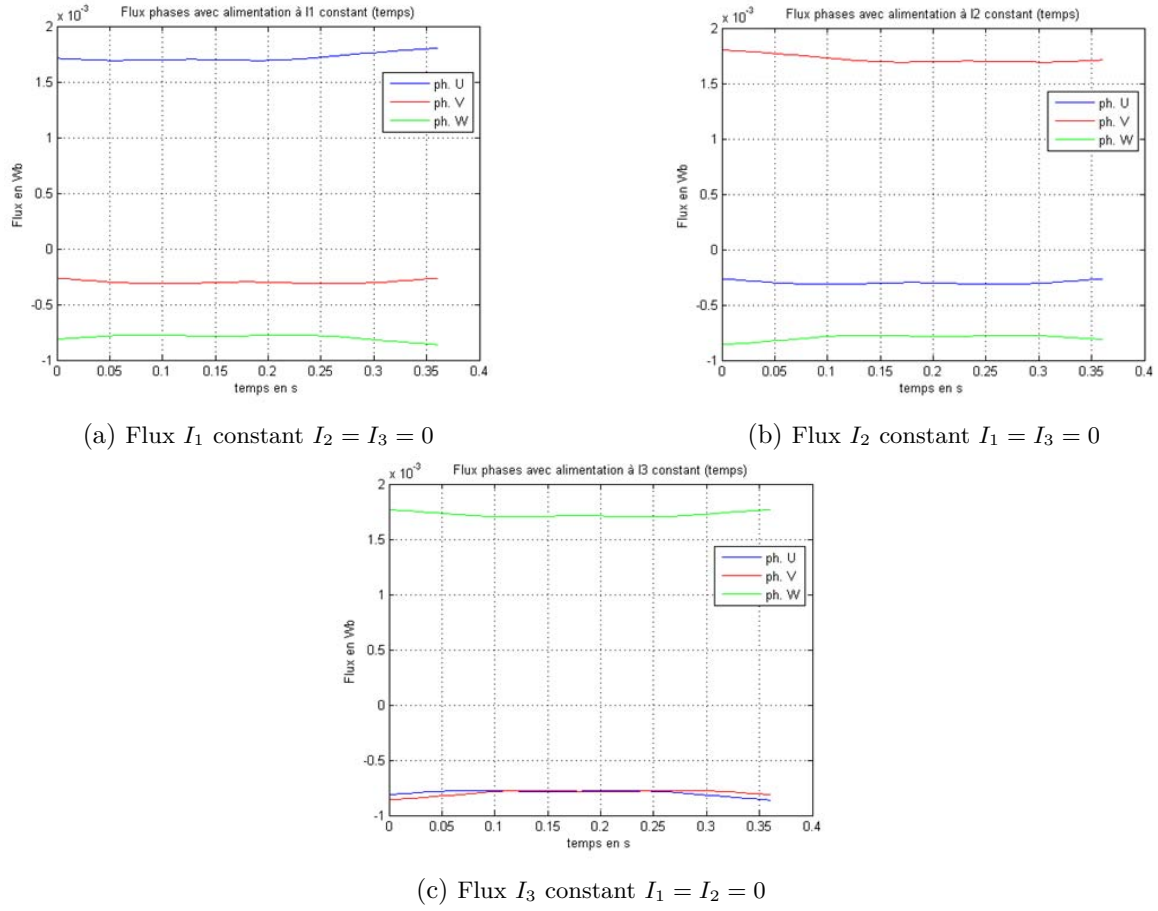 Flux phases avec alimentation à I1 constant (temps)
x 10⁻³
2
1.5
1
0.5
0
-0.5
-1
Flux en Wb
ph. U
ph. V
ph. W
0 0.05 0.1 0.15 0.2 0.25 0.3 0.35 0.4
temps en s
(a) Flux I₁ constant I₂ = I₃ = 0
Flux phases avec alimentation à I2 constant (temps)
x 10⁻³
2
1.5
1
0.5
0
-0.5
-1
Flux en Wb
ph. U
ph. V
ph. W
0 0.05 0.1 0.15 0.2 0.25 0.3 0.35 0.4
temps en s
(b) Flux I₂ constant I₁ = I₃ = 0
Flux phases avec alimentation à I3 constant (temps)
x 10⁻³
2
1.5
1
0.5
0
-0.5
-1
Flux en Wb
ph. U
ph. V
ph. W
0 0.05 0.1 0.15 0.2 0.25 0.3 0.35 0.4
temps en s
(c) Flux I₃ constant I₁ = I₂ = 0